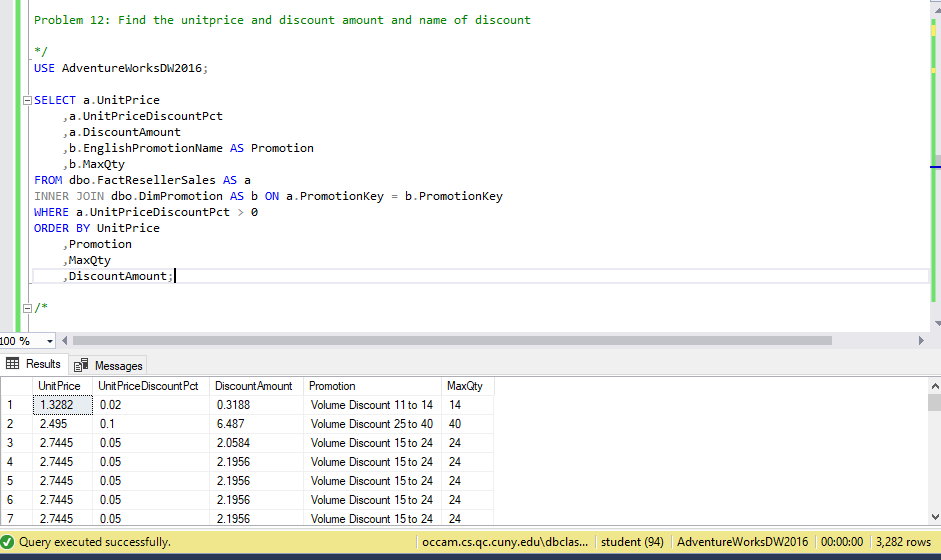 Problem 12: Find the unitprice and discount amount and name of discount
*/
USE AdventureWorksDW2016;
SELECT a.UnitPrice
,a.UnitPriceDiscountPct
,a.DiscountAmount
,b.EnglishPromotionName AS Promotion
,b.MaxQty
FROM dbo.FactResellerSales AS a
INNER JOIN dbo.DimPromotion AS b ON a.PromotionKey = b.PromotionKey
WHERE a.UnitPriceDiscountPct > 0
ORDER BY UnitPrice
,Promotion
,MaxQty
,DiscountAmount;
/*
100 %
Results Messages
UnitPrice UnitPriceDiscountPct DiscountAmount Promotion MaxQty
1 1.3282 0.02 0.3188 Volume Discount 11 to 14 14
2 2.495 0.1 6.487 Volume Discount 25 to 40 40
3 2.7445 0.05 2.0584 Volume Discount 15 to 24 24
4 2.7445 0.05 2.1956 Volume Discount 15 to 24 24
5 2.7445 0.05 2.1956 Volume Discount 15 to 24 24
6 2.7445 0.05 2.1956 Volume Discount 15 to 24 24
7 2.7445 0.05 2.1956 Volume Discount 15 to 24 24
Query executed successfully. occam.cs.qc.cuny.edu\dbclas... student (94) AdventureWorksDW2016 00:00:00 3,282 rows